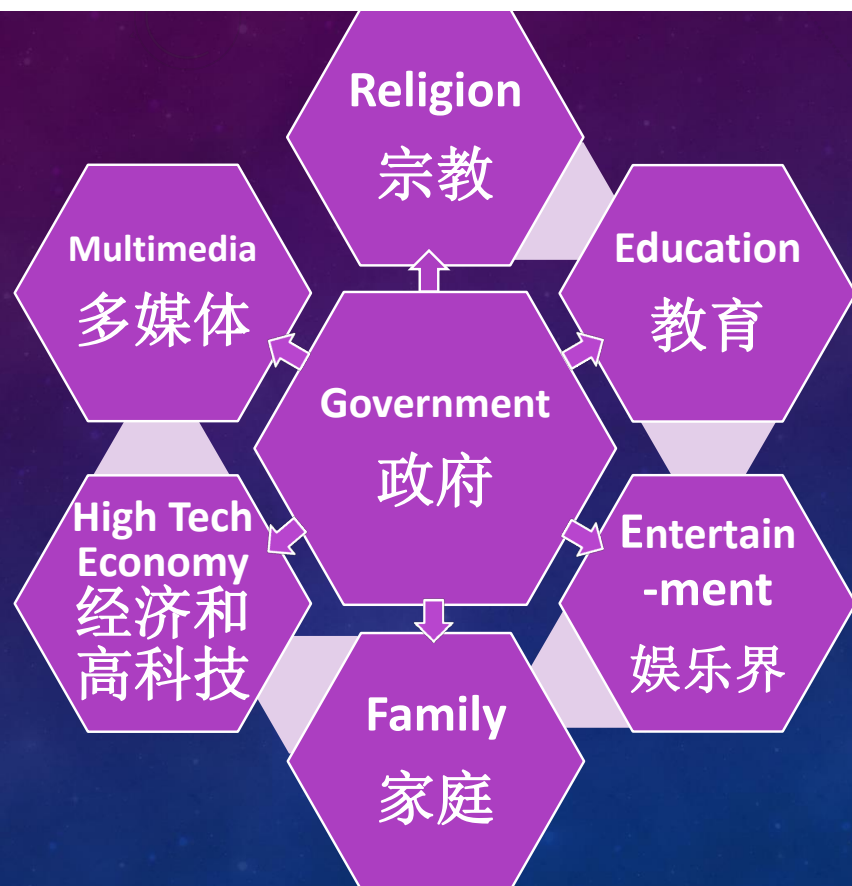 Religion
宗教
Multimedia
多媒体
Education
教育
Government
政府
High Tech
Economy
经济和
高科技
Entertain
-ment
娱乐界
Family
家庭